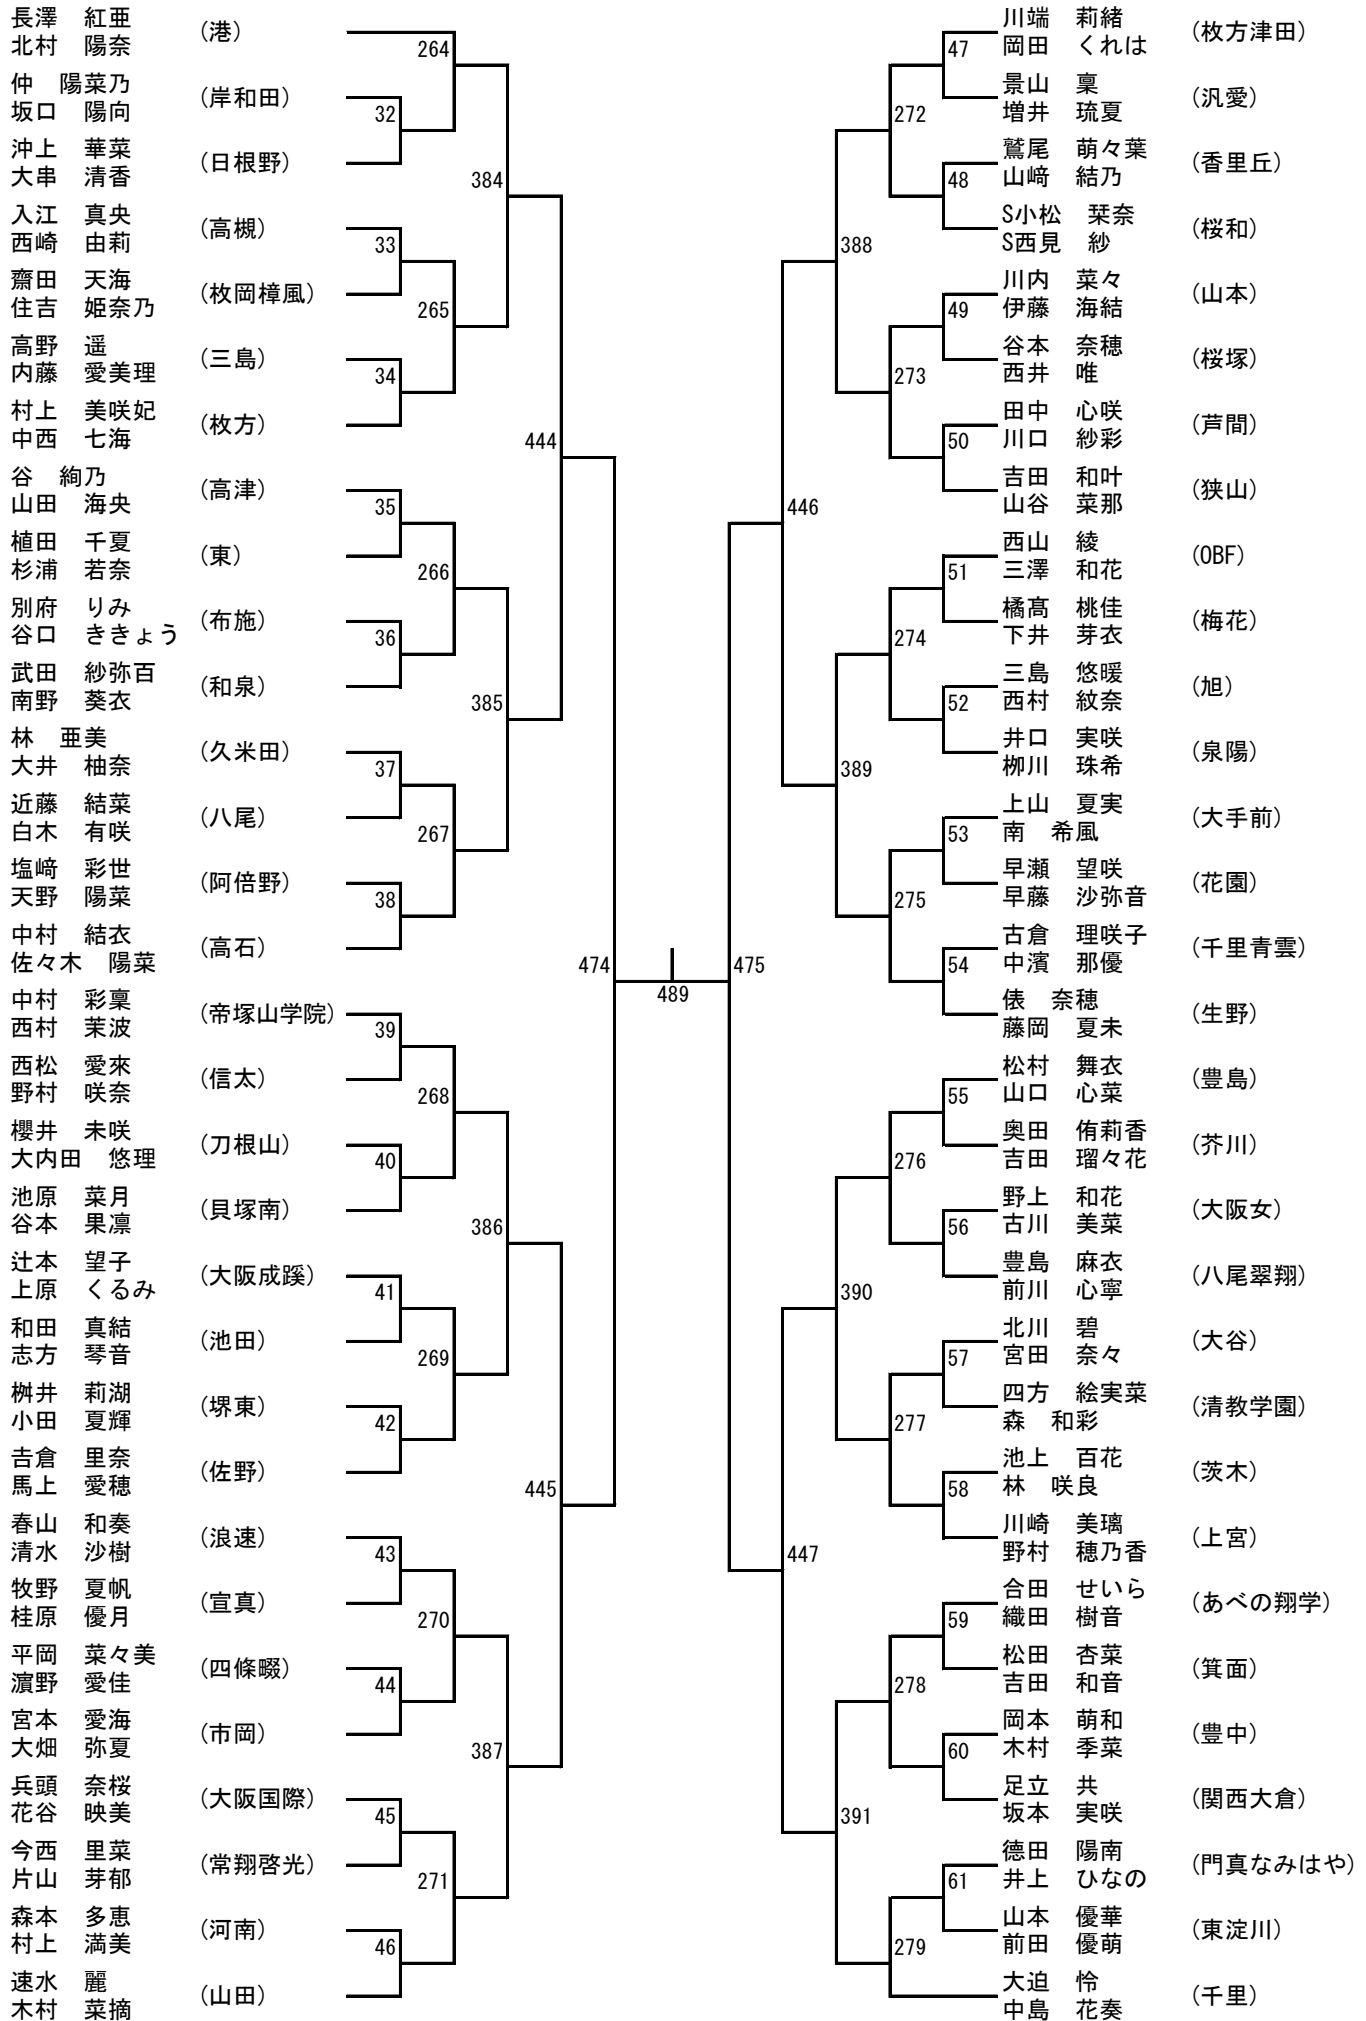 長澤　紅亜
北村　陽奈
(港)
仲　陽菜乃
坂口　陽向
(岸和田)
沖上　華菜
大串　清香
(日根野)
入江　真央
西崎　由莉
(高槻)
齋田　天海
住吉　姫奈乃
(枚岡樟風)
高野　遥
内藤　愛美理
(三島)
村上　美咲妃
中西　七海
(枚方)
谷　絢乃
山田　海央
(高津)
植田　千夏
杉浦　若奈
(東)
別府　りみ
谷口　ききょう
(布施)
武田　紗弥百
南野　葵衣
(和泉)
林　亜美
大井　柚奈
(久米田)
近藤　結菜
白木　有咲
(八尾)
塩﨑　彩世
天野　陽菜
(阿倍野)
中村　結衣
佐々木　陽菜
(高石)
中村　彩稟
西村　茉波
(帝塚山学院)
西松　愛來
野村　咲奈
(信太)
櫻井　未咲
大内田　悠理
(刀根山)
池原　菜月
谷本　果凛
(貝塚南)
辻本　望子
上原　くるみ
(大阪成蹊)
和田　真結
志方　琴音
(池田)
桝井　莉湖
小田　夏輝
(堺東)
𠮷倉　里奈
馬上　愛穂
(佐野)
春山　和奏
清水　沙樹
(浪速)
牧野　夏帆
桂原　優月
(宣真)
平岡　菜々美
濵野　愛佳
(四條畷)
宮本　愛海
大畑　弥夏
(市岡)
兵頭　奈桜
花谷　映美
(大阪国際)
今西　里菜
片山　芽郁
(常翔啓光)
森本　多恵
村上　満美
(河南)
速水　麗
木村　菜摘
(山田)
264
32
384
33
265
34
444
35
266
36
385
37
267
38
474
39
268
40
386
41
269
42
445
43
270
44
387
45
271
46
489
475
47
272
48
388
49
273
50
446
51
274
52
389
53
275
54
55
276
56
390
57
277
58
447
59
278
60
391
61
279
川端　莉緒
岡田　くれは
(枚方津田)
景山　稟
増井　琉夏
(汎愛)
鷲尾　萌々葉
山﨑　結乃
(香里丘)
S小松　栞奈
S西見　紗
(桜和)
川内　菜々
伊藤　海結
(山本)
谷本　奈穂
西井　唯
(桜塚)
田中　心咲
川口　紗彩
(芦間)
吉田　和叶
山谷　菜那
(狭山)
西山　綾
三澤　和花
(OBF)
橘髙　桃佳
下井　芽衣
(梅花)
三島　悠暖
西村　紋奈
(旭)
井口　実咲
栁川　珠希
(泉陽)
上山　夏実
南　希風
(大手前)
早瀬　望咲
早藤　沙弥音
(花園)
古倉　理咲子
中濱　那優
(千里青雲)
俵　奈穂
藤岡　夏未
(生野)
松村　舞衣
山口　心菜
(豊島)
奥田　侑莉香
吉田　瑠々花
(芥川)
野上　和花
古川　美菜
(大阪女)
豊島　麻衣
前川　心寧
(八尾翠翔)
北川　碧
宮田　奈々
(大谷)
四方　絵実菜
森　和彩
(清教学園)
池上　百花
林　咲良
(茨木)
川崎　美璃
野村　穂乃香
(上宮)
合田　せいら
織田　樹音
(あべの翔学)
松田　杏菜
吉田　和音
(箕面)
岡本　萌和
木村　季菜
(豊中)
足立　共
坂本　実咲
(関西大倉)
德田　陽南
井上　ひなの
(門真なみはや)
山本　優華
前田　優萌
(東淀川)
大迫　怜
中島　花奏
(千里)